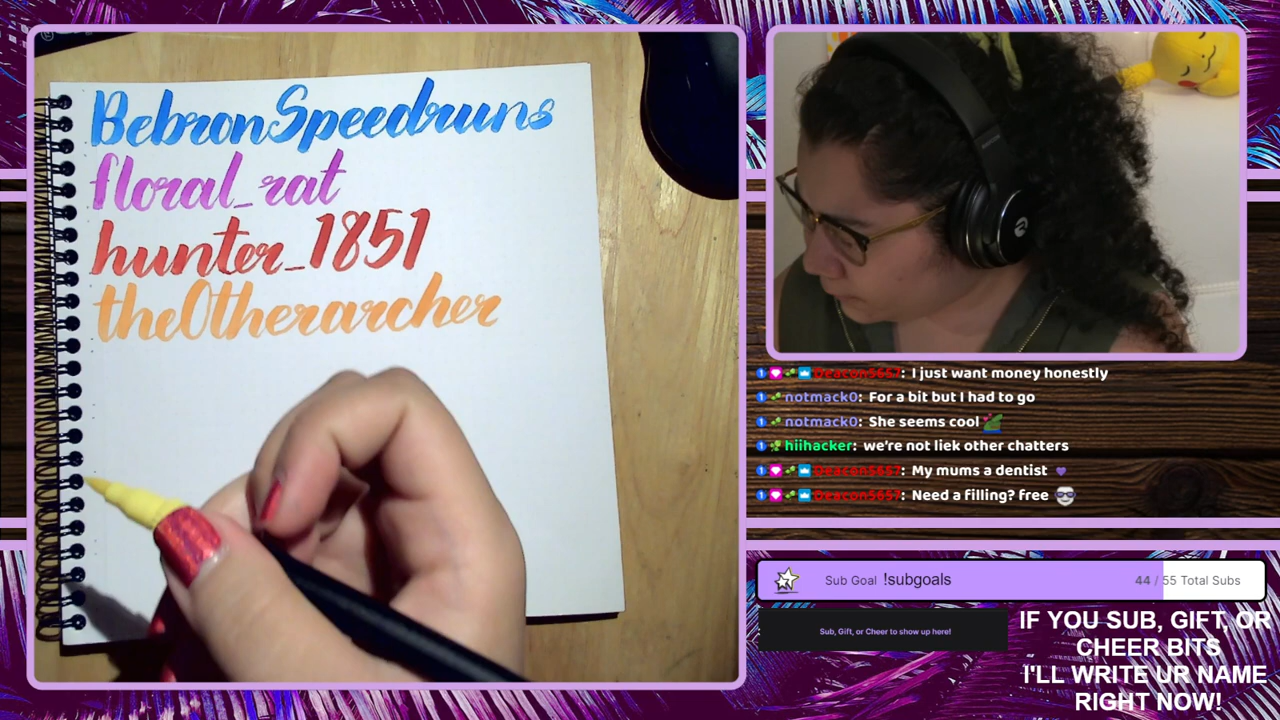 BebronSpeedruns
floral_rat
hunter_1851
theOtherarcher
Deacon5657: I just want money honestly
notmack0: For a bit but I had to go
notmack0: She seems cool
hiihacker: we're not liek other chatters
Deacon5657: My mums a dentist
Deacon5657: Need a filling? free
Sub Goal !subgoals 44 / 55 Total Subs
Sub, Gift, or Cheer to show up here!
IF YOU SUB, GIFT, OR
CHEER BITS
I'LL WRITE UR NAME
RIGHT NOW!